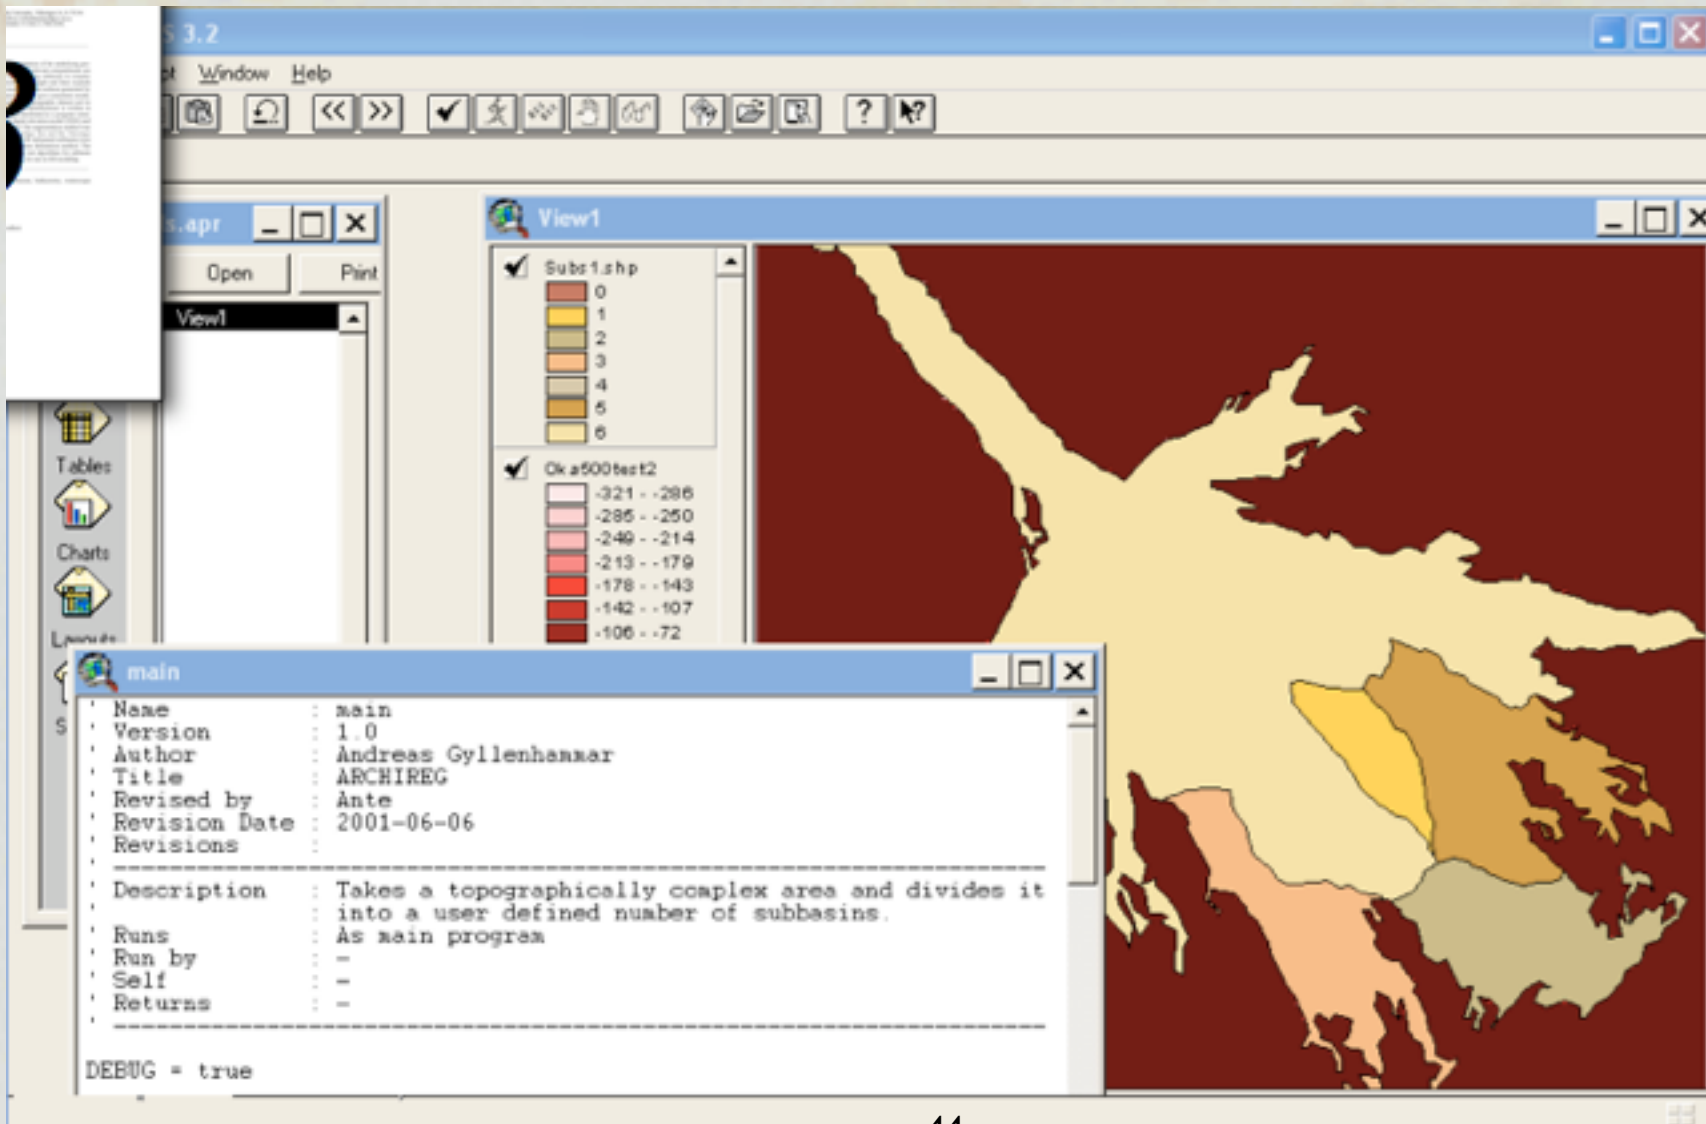 S 3.2
Window Help
<< >> ? ?
s.apr
Open Print
View1
Tables
Charts
Layouts
S
View1
Subs1.shp
0
1
2
3
4
5
6
Oka500test2
-321 - -286
-285 - -250
-249 - -214
-213 - -179
-178 - -143
-142 - -107
-106 - -72
main
' Name : main
' Version : 1.0
' Author : Andreas Gyllenhammar
' Title : ARCHIREG
' Revised by : Ante
' Revision Date : 2001-06-06
' Revisions :
' Description : Takes a topographically complex area and divides it
' : into a user defined number of subbasins.
' Runs : As main program
' Run by : -
' Self : -
' Returns : -
DEBUG = true